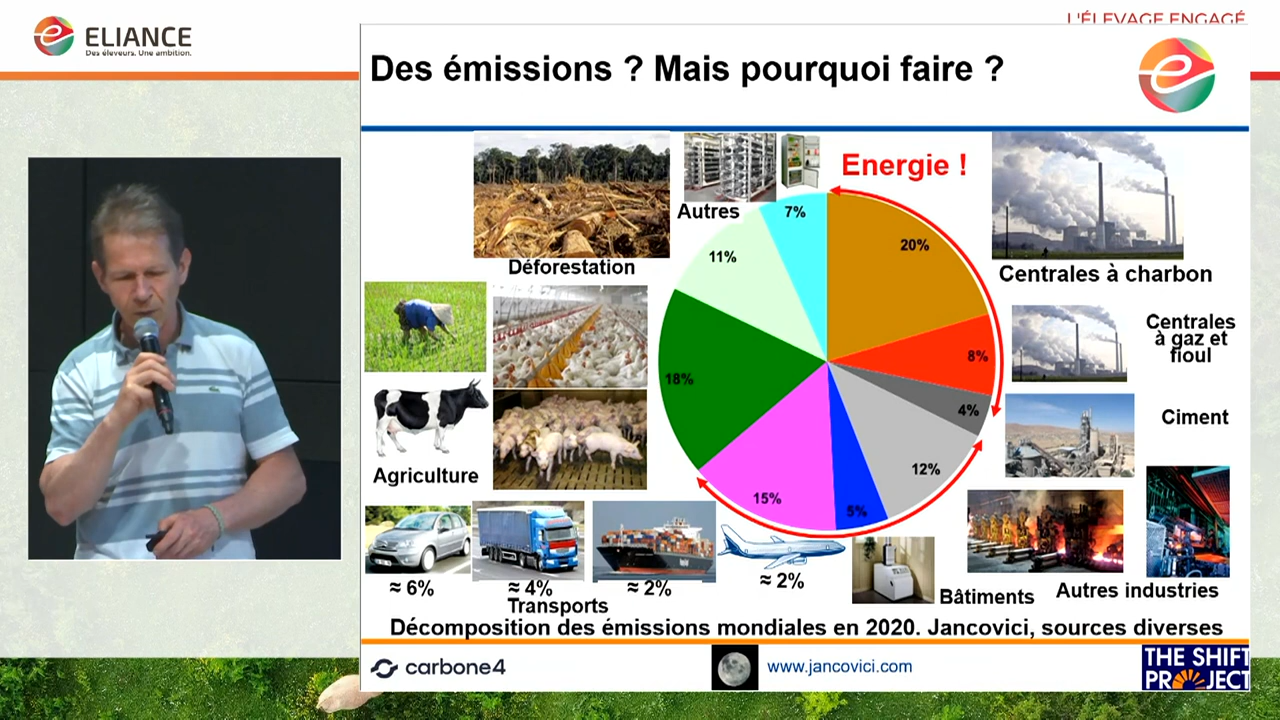 ELIANCE
Des éleveurs. Une ambition.
L'ÉLEVAGE ENGAGÉ
Des émissions ? Mais pourquoi faire ?
Energie !
Déforestation
Autres
7%
11%
20%
Centrales à charbon
Centrales
à gaz et
fioul
8%
18%
4%
Ciment
12%
15%
5%
Agriculture
≈ 6%
≈ 4%
≈ 2%
≈ 2%
Transports
Bâtiments
Autres industries
Décomposition des émissions mondiales en 2020. Jancovici, sources diverses
carbone4
www.jancovici.com
THE SHIFT
PROJECT